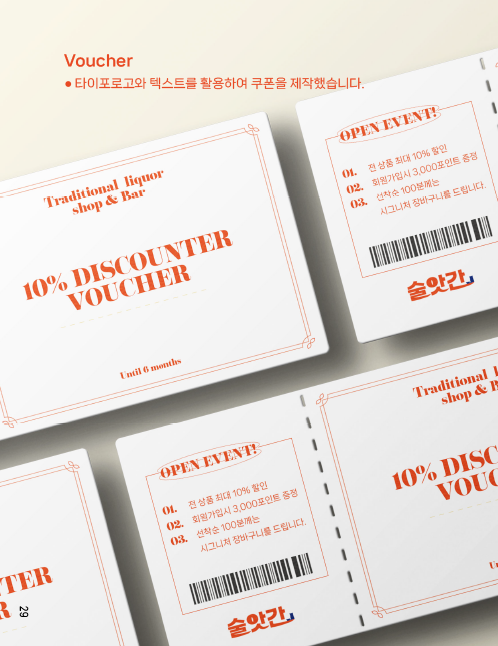 Voucher
• 타이포로고와 텍스트를 활용하여 쿠폰을 제작했습니다.
OPEN EVENT!
01. 전 상품 최대 10% 할인
02. 회원가입시 3,000포인트 증정
03. 선착순 100분께는
시그니처 장바구니를 드립니다.
술앗간
Traditional liquor
shop & Bar
10% DISCOUNTER
VOUCHER
Until 6 months
OPEN EVENT!
01. 전 상품 최대 10% 할인
02. 회원가입시 3,000포인트 증정
03. 선착순 100분께는
시그니처 장바구니를 드립니다.
술앗간
Traditional l
shop & B
10% DISC
VOUC
U
TER
R
29